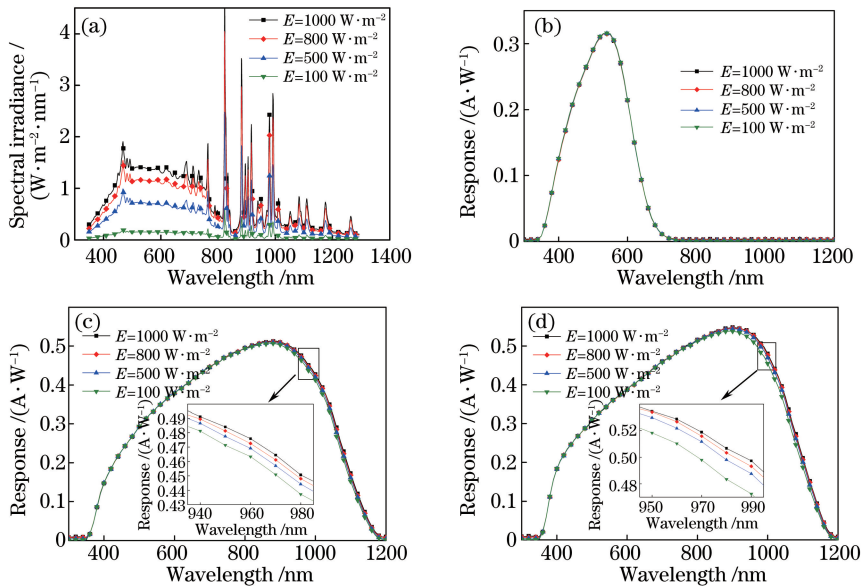 (a)
E=1000 W·m−2
E=800 W·m−2
E=500 W·m−2
E=100 W·m−2
Spectral irradiance /
(W·m−2·nm−1)
4
3
2
1
0
400 600 800 1000 1200 1400
Wavelength /nm
(b)
E=1000 W·m−2
E=800 W·m−2
E=500 W·m−2
E=100 W·m−2
Response /(A·W−1)
0.3
0.2
0.1
0
400 600 800 1000 1200
Wavelength /nm
(c)
E=1000 W·m−2
E=800 W·m−2
E=500 W·m−2
E=100 W·m−2
Response /(A·W−1)
0.5
0.4
0.3
0.2
0.1
0
400 600 800 1000 1200
Wavelength /nm
Response /(A·W−1)
0.49
0.48
0.47
0.46
0.45
0.44
0.43
940 950 960 970 980
Wavelength /nm
(d)
E=1000 W·m−2
E=800 W·m−2
E=500 W·m−2
E=100 W·m−2
Response /(A·W−1)
0.5
0.4
0.3
0.2
0.1
0
400 600 800 1000 1200
Wavelength /nm
Response /(A·W−1)
0.52
0.50
0.48
950 960 970 980 990
Wavelength /nm